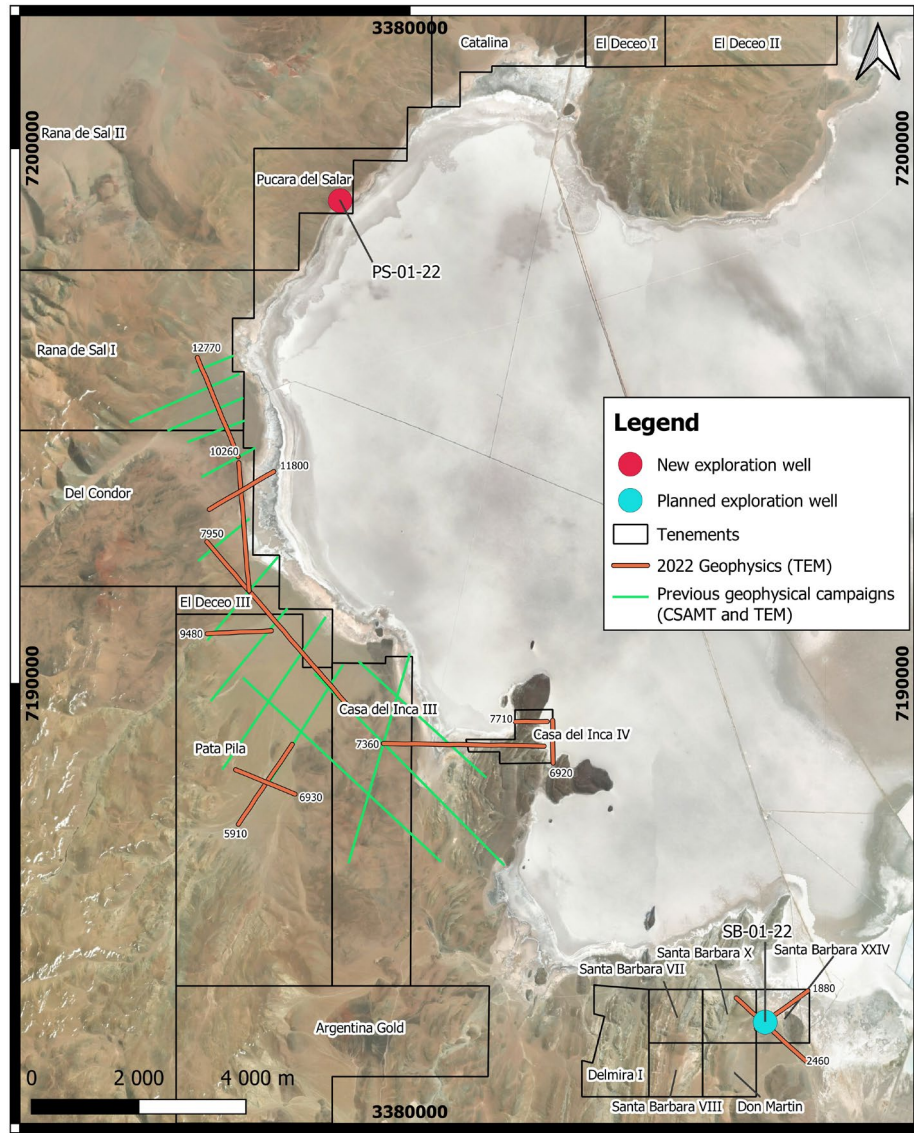 3380000
Catalina
El Deceo I
El Deceo II
7200000
7200000
Rana de Sal II
Pucara del Salar
PS-01-22
12770
Rana de Sal I
10260
11800
Del Condor
7950
Legend
New exploration well
Planned exploration well
Tenements
2022 Geophysics (TEM)
Previous geophysical campaigns
(CSAMT and TEM)
El Deceo III
9480
7190000
7190000
Casa del Inca III
7710
Casa del Inca IV
7360
Pata Pila
6920
6930
5910
SB-01-22
Santa Barbara X
Santa Barbara XXIV
Santa Barbara VII
1880
Argentina Gold
2460
Delmira I
Santa Barbara VIII
Don Martin
0
2 000
4 000 m
3380000